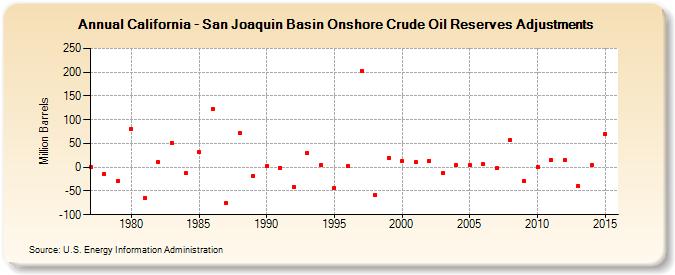 Annual California - San Joaquin Basin Onshore Crude Oil Reserves Adjustments
Million Barrels
250
200
150
100
50
0
-50
-100
1980 1985 1990 1995 2000 2005 2010 2015
Source: U.S. Energy Information Administration